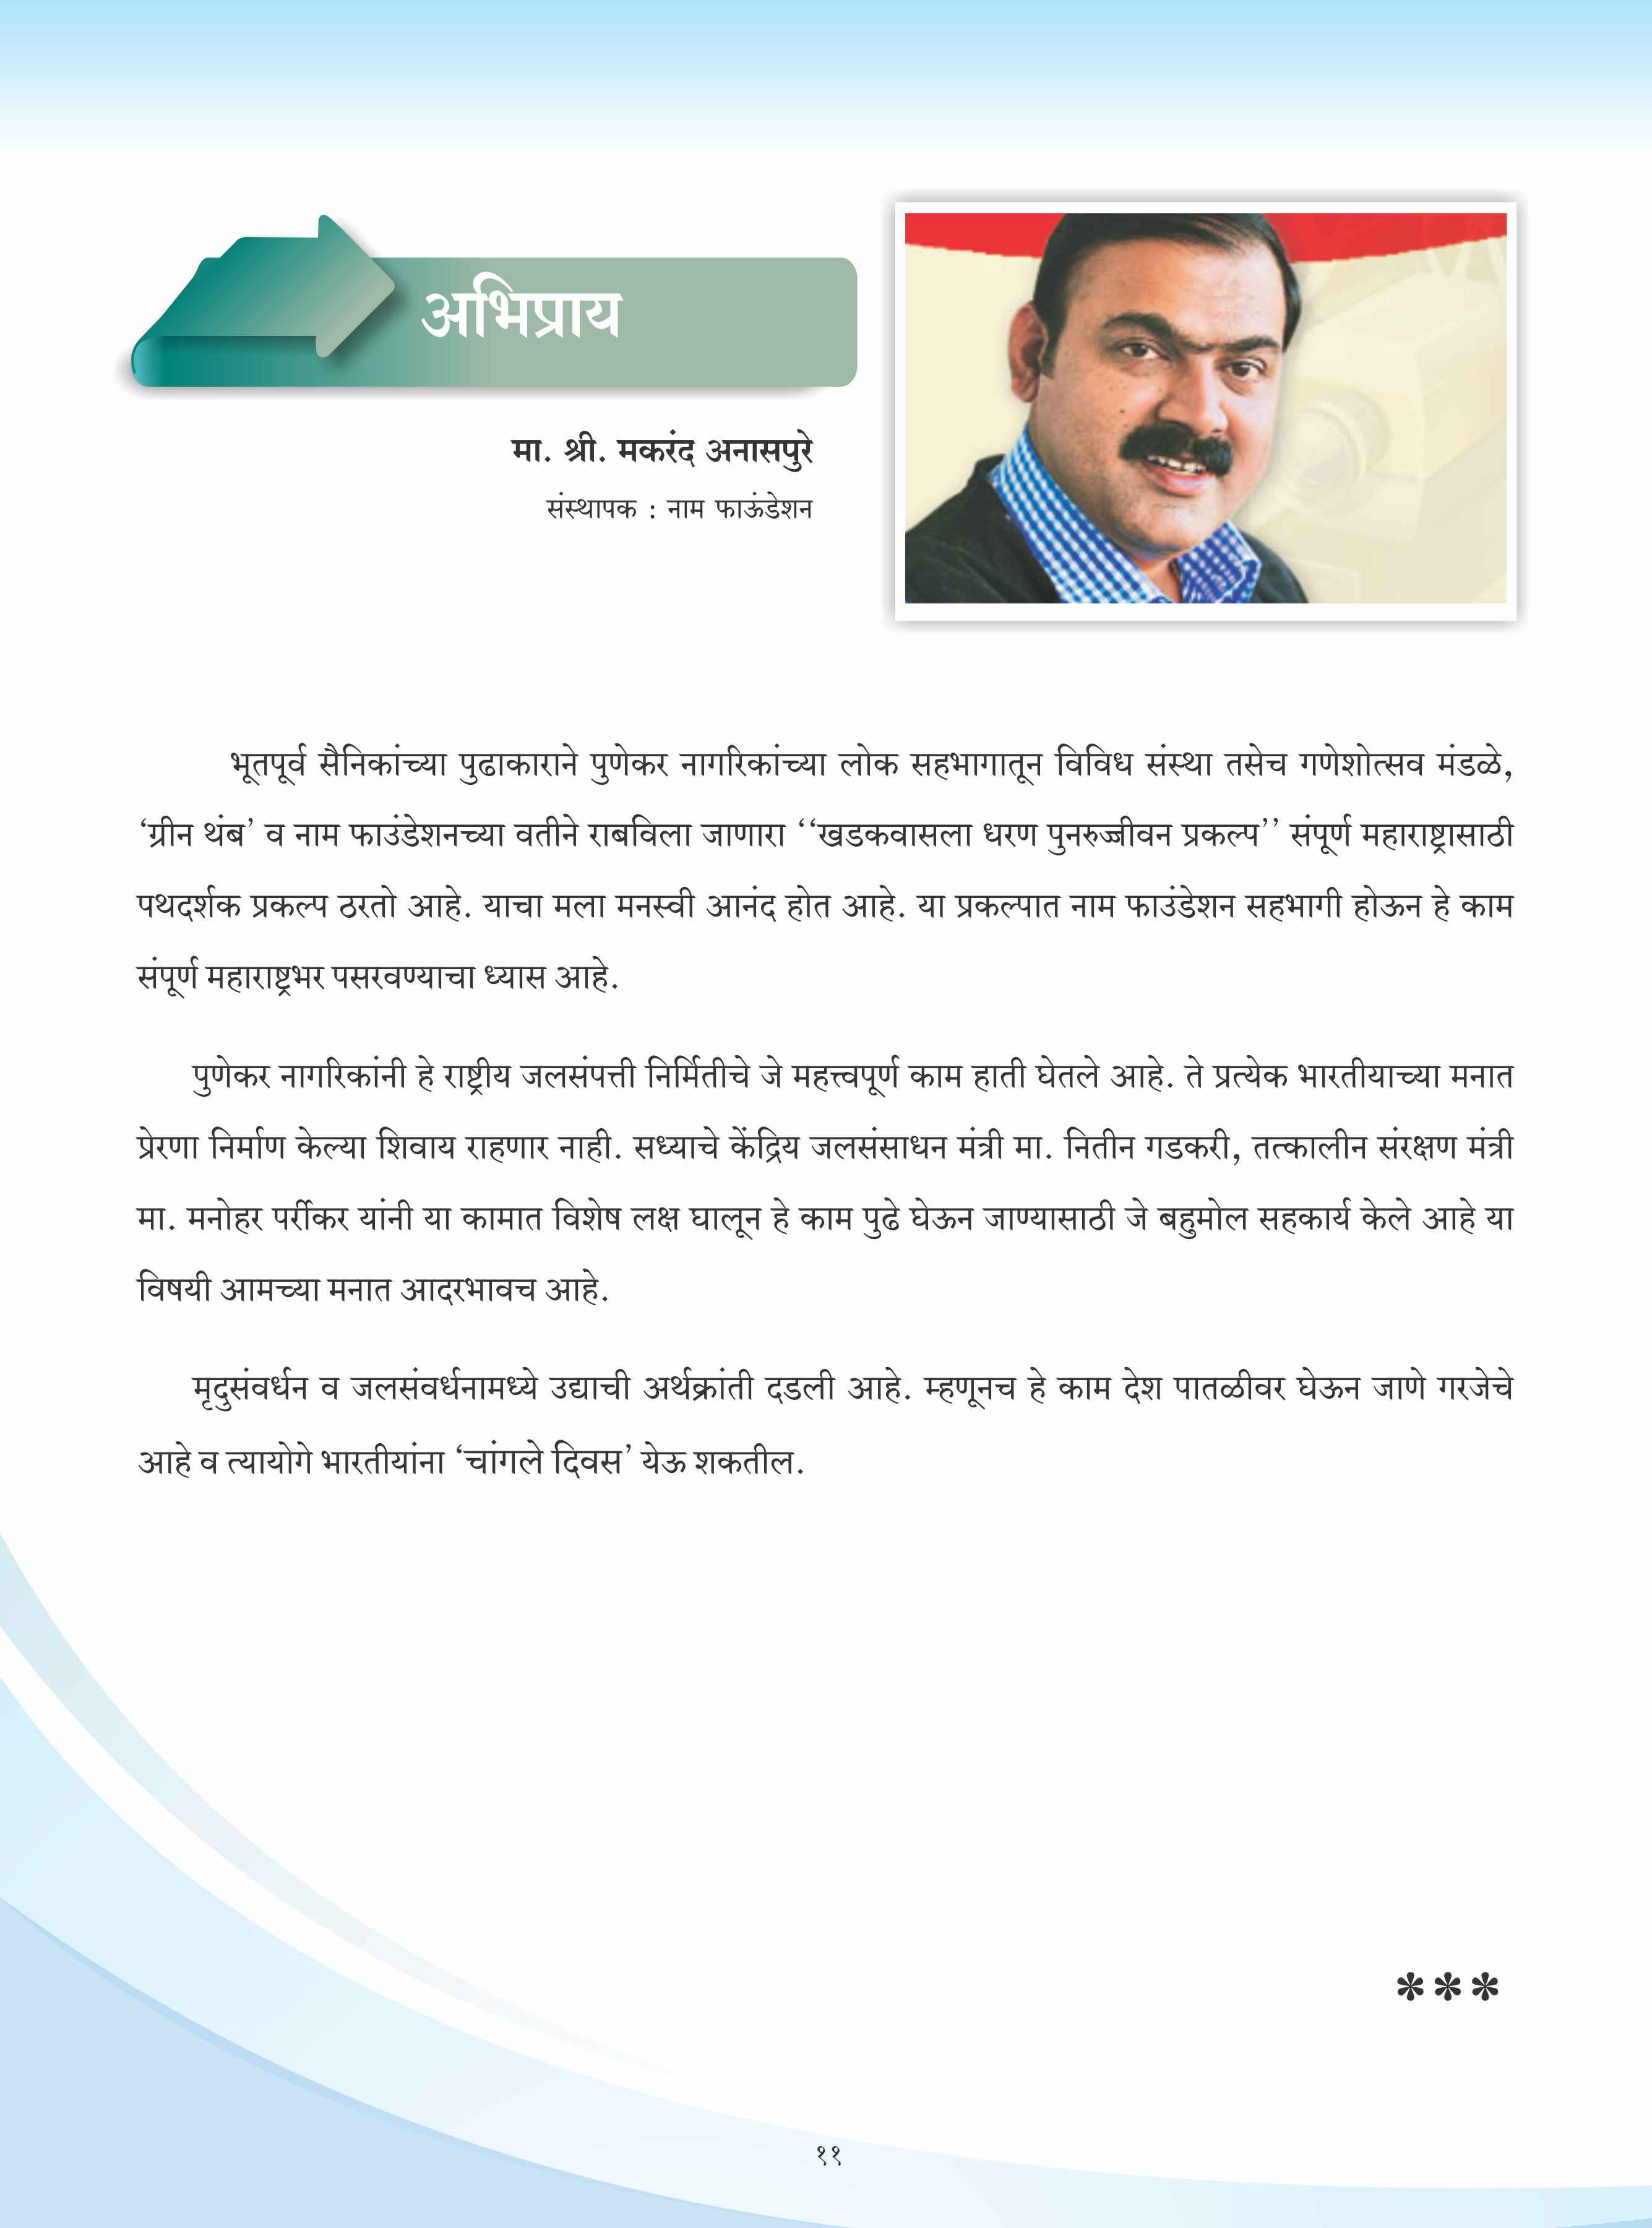 अभिप्राय
मा. श्री. मकरंद अनासपुरे
संस्थापक : नाम फाऊंडेशन
भूतपूर्व सैनिकांच्या पुढाकाराने पुणेकर नागरिकांच्या लोक सहभागातून विविध संस्था तसेच गणेशोत्सव मंडळे,
‘ग्रीन थंब’ व नाम फाउंडेशनच्या वतीने राबविला जाणारा ‘‘खडकवासला धरण पुनरुज्जीवन प्रकल्प’’ संपूर्ण महाराष्ट्रासाठी
पथदर्शक प्रकल्प ठरतो आहे. याचा मला मनस्वी आनंद होत आहे. या प्रकल्पात नाम फाउंडेशन सहभागी होऊन हे काम
संपूर्ण महाराष्ट्रभर पसरवण्याचा ध्यास आहे.
पुणेकर नागरिकांनी हे राष्ट्रीय जलसंपत्ती निर्मितीचे जे महत्त्वपूर्ण काम हाती घेतले आहे. ते प्रत्येक भारतीयाच्या मनात
प्रेरणा निर्माण केल्या शिवाय राहणार नाही. सध्याचे केंद्रिय जलसंसाधन मंत्री मा. नितीन गडकरी, तत्कालीन संरक्षण मंत्री
मा. मनोहर पर्रीकर यांनी या कामात विशेष लक्ष घालून हे काम पुढे घेऊन जाण्यासाठी जे बहुमोल सहकार्य केले आहे या
विषयी आमच्या मनात आदरभावच आहे.
मृदुसंवर्धन व जलसंवर्धनामध्ये उद्याची अर्थक्रांती दडली आहे. म्हणूनच हे काम देश पातळीवर घेऊन जाणे गरजेचे
आहे व त्यायोगे भारतीयांना ‘चांगले दिवस’ येऊ शकतील.
***
११